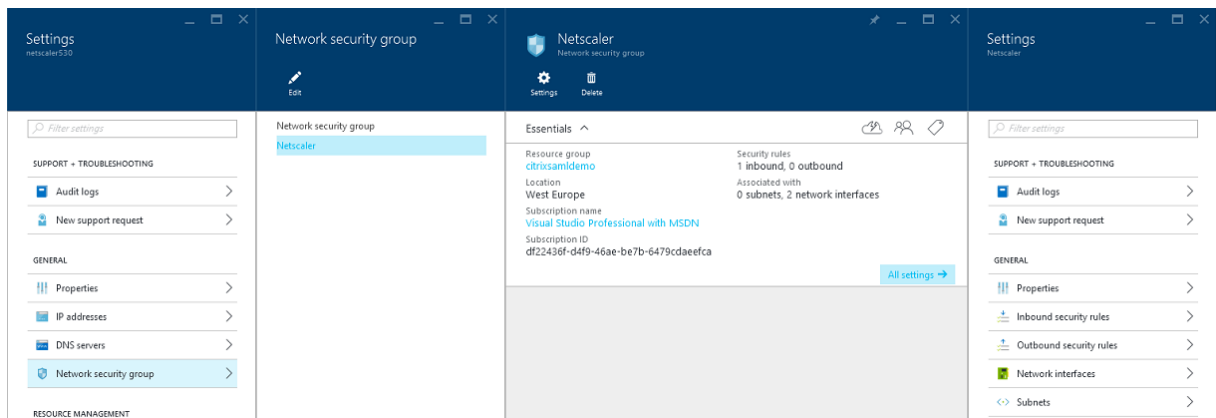 Settings
netscaler530
Filter settings
SUPPORT + TROUBLESHOOTING
Audit logs
New support request
GENERAL
Properties
IP addresses
DNS servers
Network security group
RESOURCE MANAGEMENT
Network security group
Edit
Network security group
Netscaler
Netscaler
Network security group
Settings
Delete
Essentials
Resource group
citrixsamldemo
Location
West Europe
Subscription name
Visual Studio Professional with MSDN
Subscription ID
df22436f-d4f9-46ae-be7b-6479cdaeefca
Security rules
1 inbound, 0 outbound
Associated with
0 subnets, 2 network interfaces
All settings →
Settings
Netscaler
Filter settings
SUPPORT + TROUBLESHOOTING
Audit logs
New support request
GENERAL
Properties
Inbound security rules
Outbound security rules
Network interfaces
Subnets